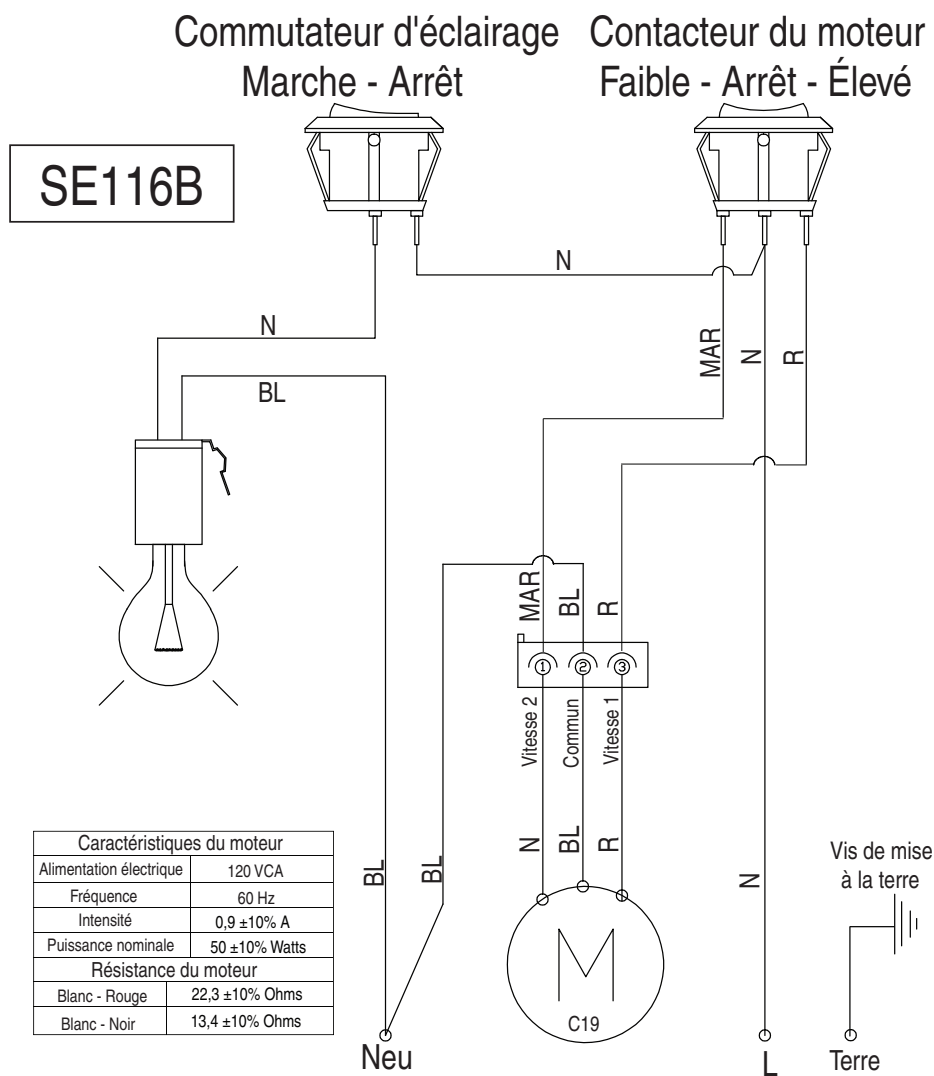 Commutateur d'éclairage
Marche - Arrêt
Contacteur du moteur
Faible - Arrêt - Élevé
SE116B
N
N
BL
MAR
N
R
MAR
BL
R
1
2
3
Vitesse 2
Commun
Vitesse 1
N
BL
R
BL
BL
N
M
C19
Caractéristiques du moteur
Alimentation électrique 120 VCA
Fréquence 60 Hz
Intensité 0,9 ±10% A
Puissance nominale 50 ±10% Watts
Résistance du moteur
Blanc - Rouge 22,3 ±10% Ohms
Blanc - Noir 13,4 ±10% Ohms
Vis de mise
à la terre
Neu
L
Terre